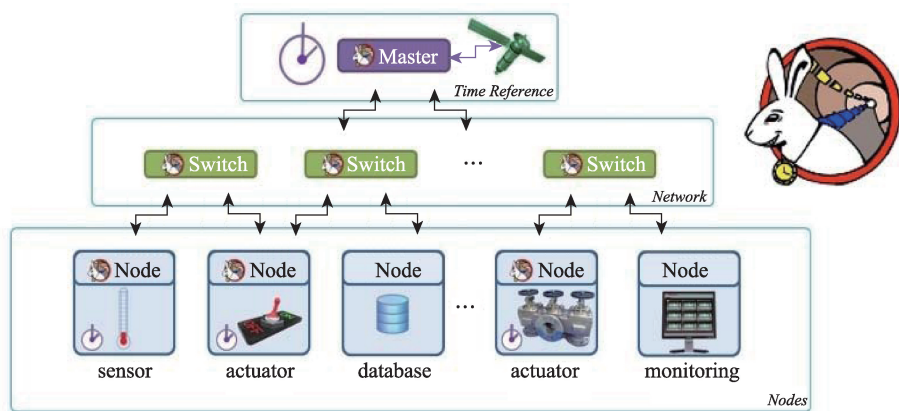 Master
Time Reference
Switch Switch ... Switch
Network
Node Node Node ... Node Node
sensor actuator database actuator monitoring
Nodes